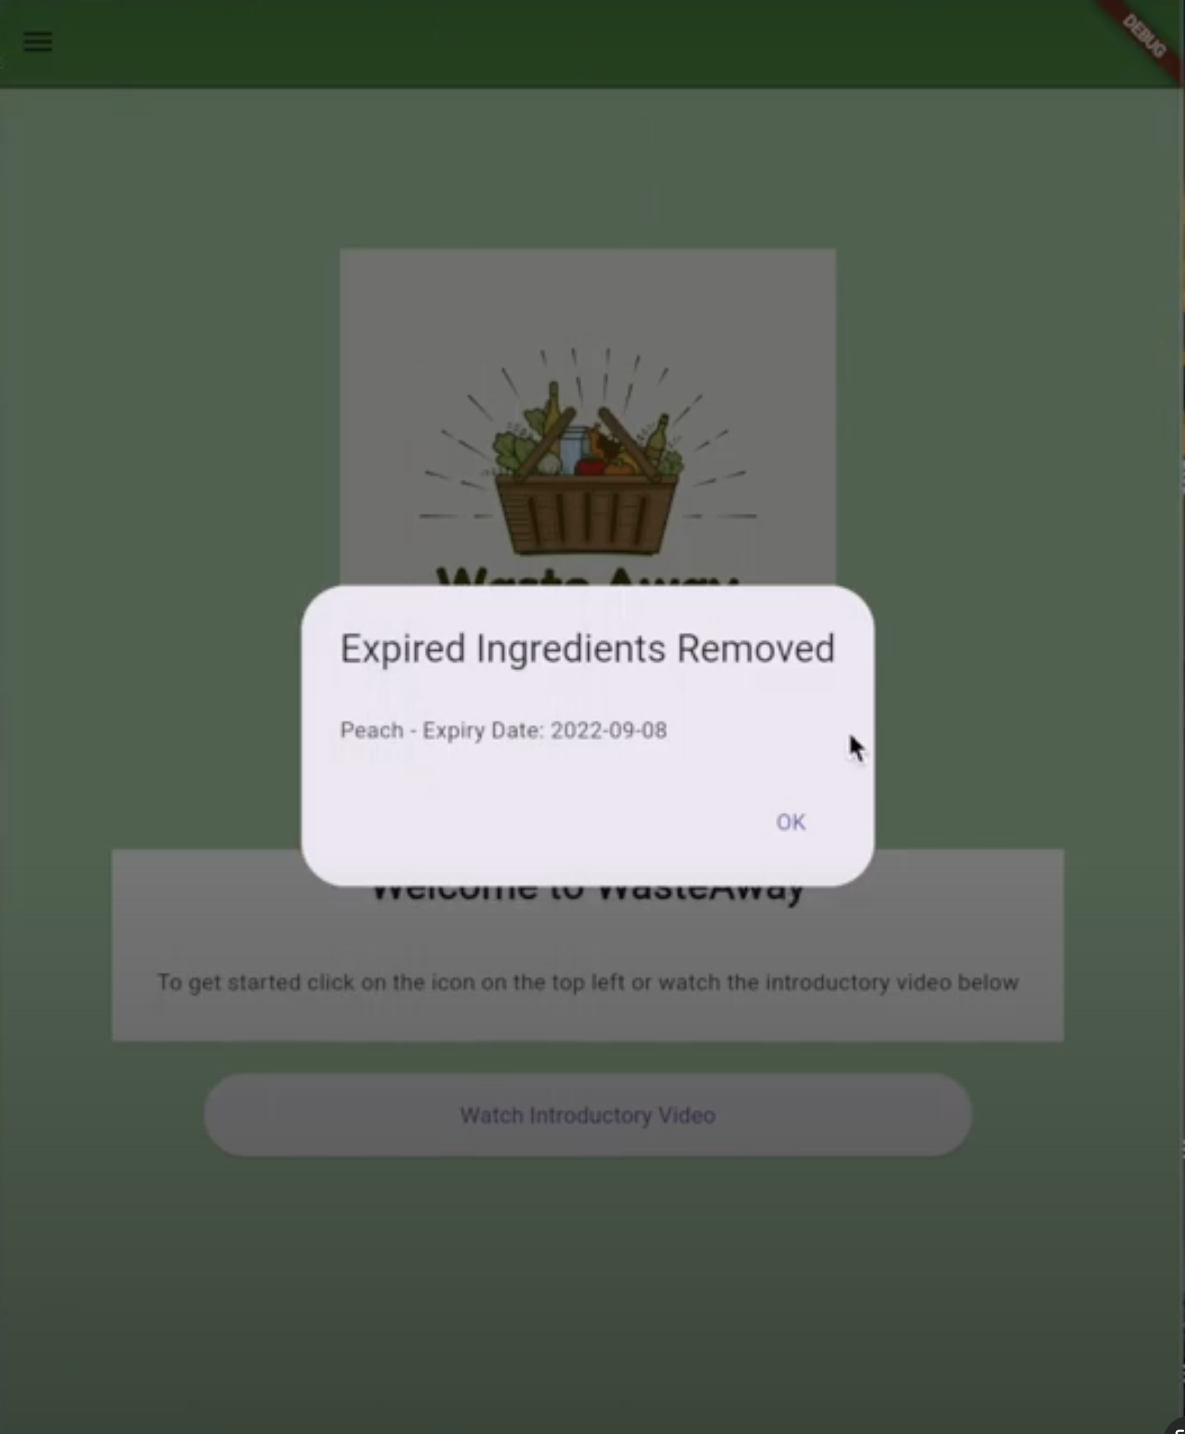 DEBUG
Waste Away
Expired Ingredients Removed
Peach - Expiry Date: 2022-09-08
OK
Welcome to WasteAway
To get started click on the icon on the top left or watch the introductory video below
Watch Introductory Video